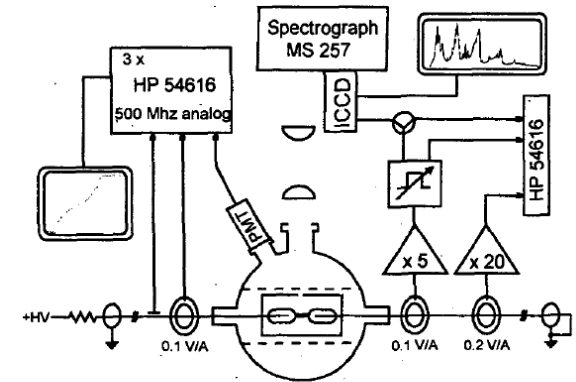 Spectrograph
MS 257
3 x
HP 54616
500 Mhz analog
ICCD
HP 54616
PMT
x 5
x 20
+HV
0.1 V/A
0.1 V/A
0.2 V/A